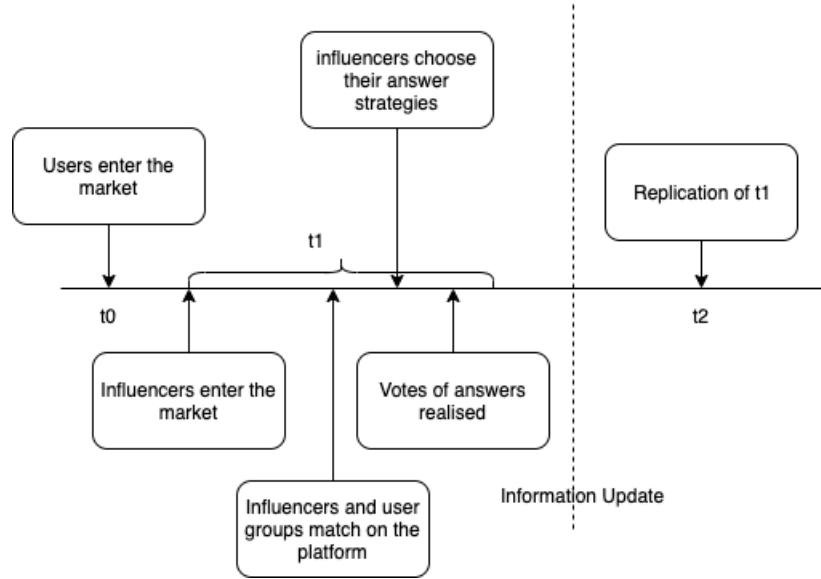 influencers choose
their answer
strategies
Users enter the
market
Replication of t1
t1
t0
t2
Influencers enter the
market
Votes of answers
realised
Influencers and user
groups match on the
platform
Information Update